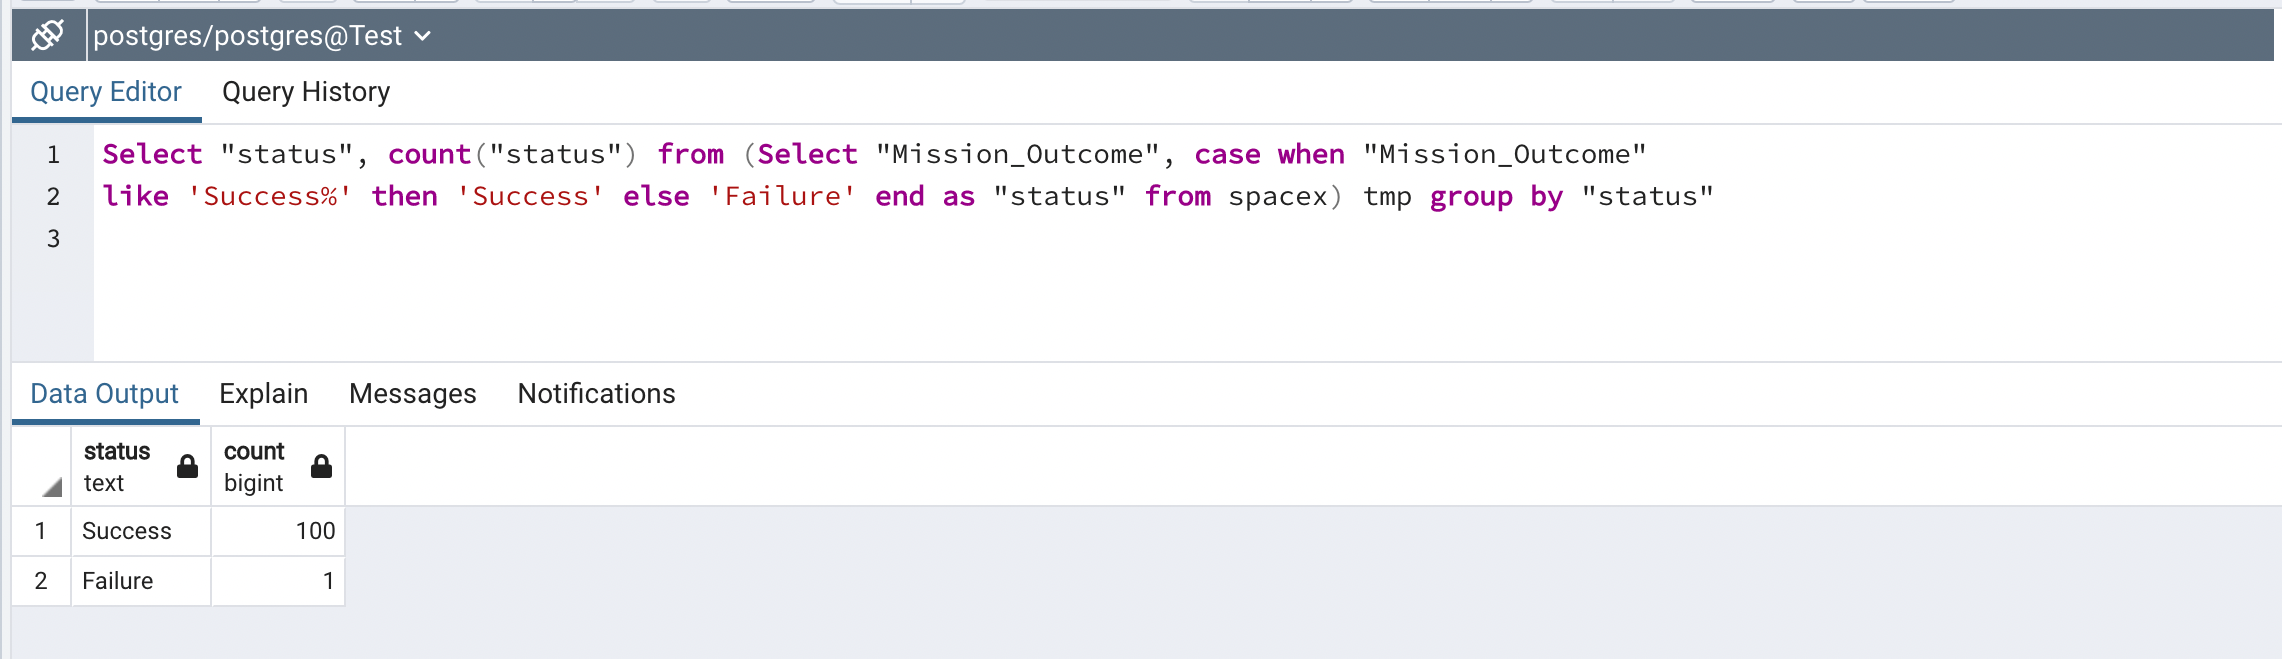 postgres/postgres@Test
Query Editor Query History
1 Select "status", count("status") from (Select "Mission_Outcome", case when "Mission_Outcome"
2 like 'Success%' then 'Success' else 'Failure' end as "status" from spacex) tmp group by "status"
3
Data Output Explain Messages Notifications
status count
text bigint
1 Success 100
2 Failure 1